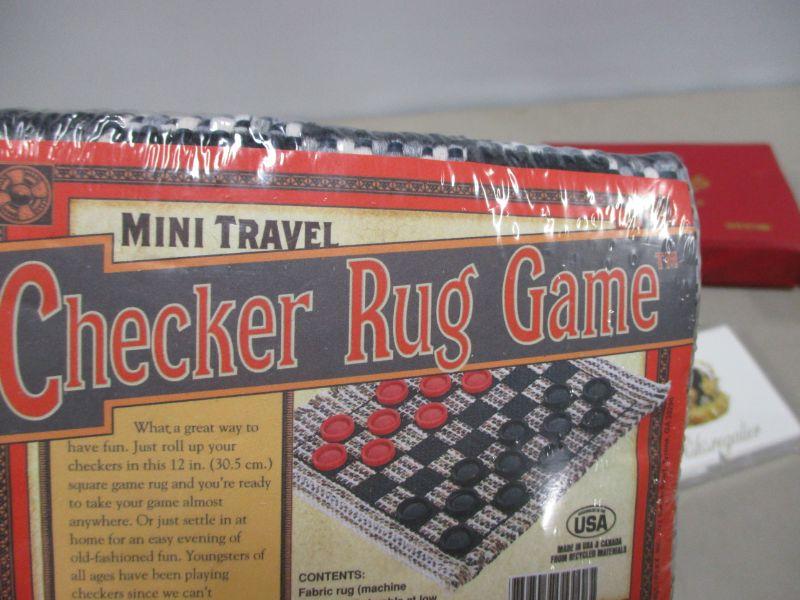 MINI TRAVEL
Checker Rug Game™
What a great way to
have fun. Just roll up your
checkers in this 12 in. (30.5 cm.)
square game rug and you're ready
to take your game almost
anywhere. Or just settle in at
home for an easy evening of
old-fashioned fun. Youngsters of
all ages have been playing
checkers since we can't
USA
MADE IN USA & CANADA
FROM RECYCLED MATERIALS
CONTENTS:
Fabric rug (machine
at low